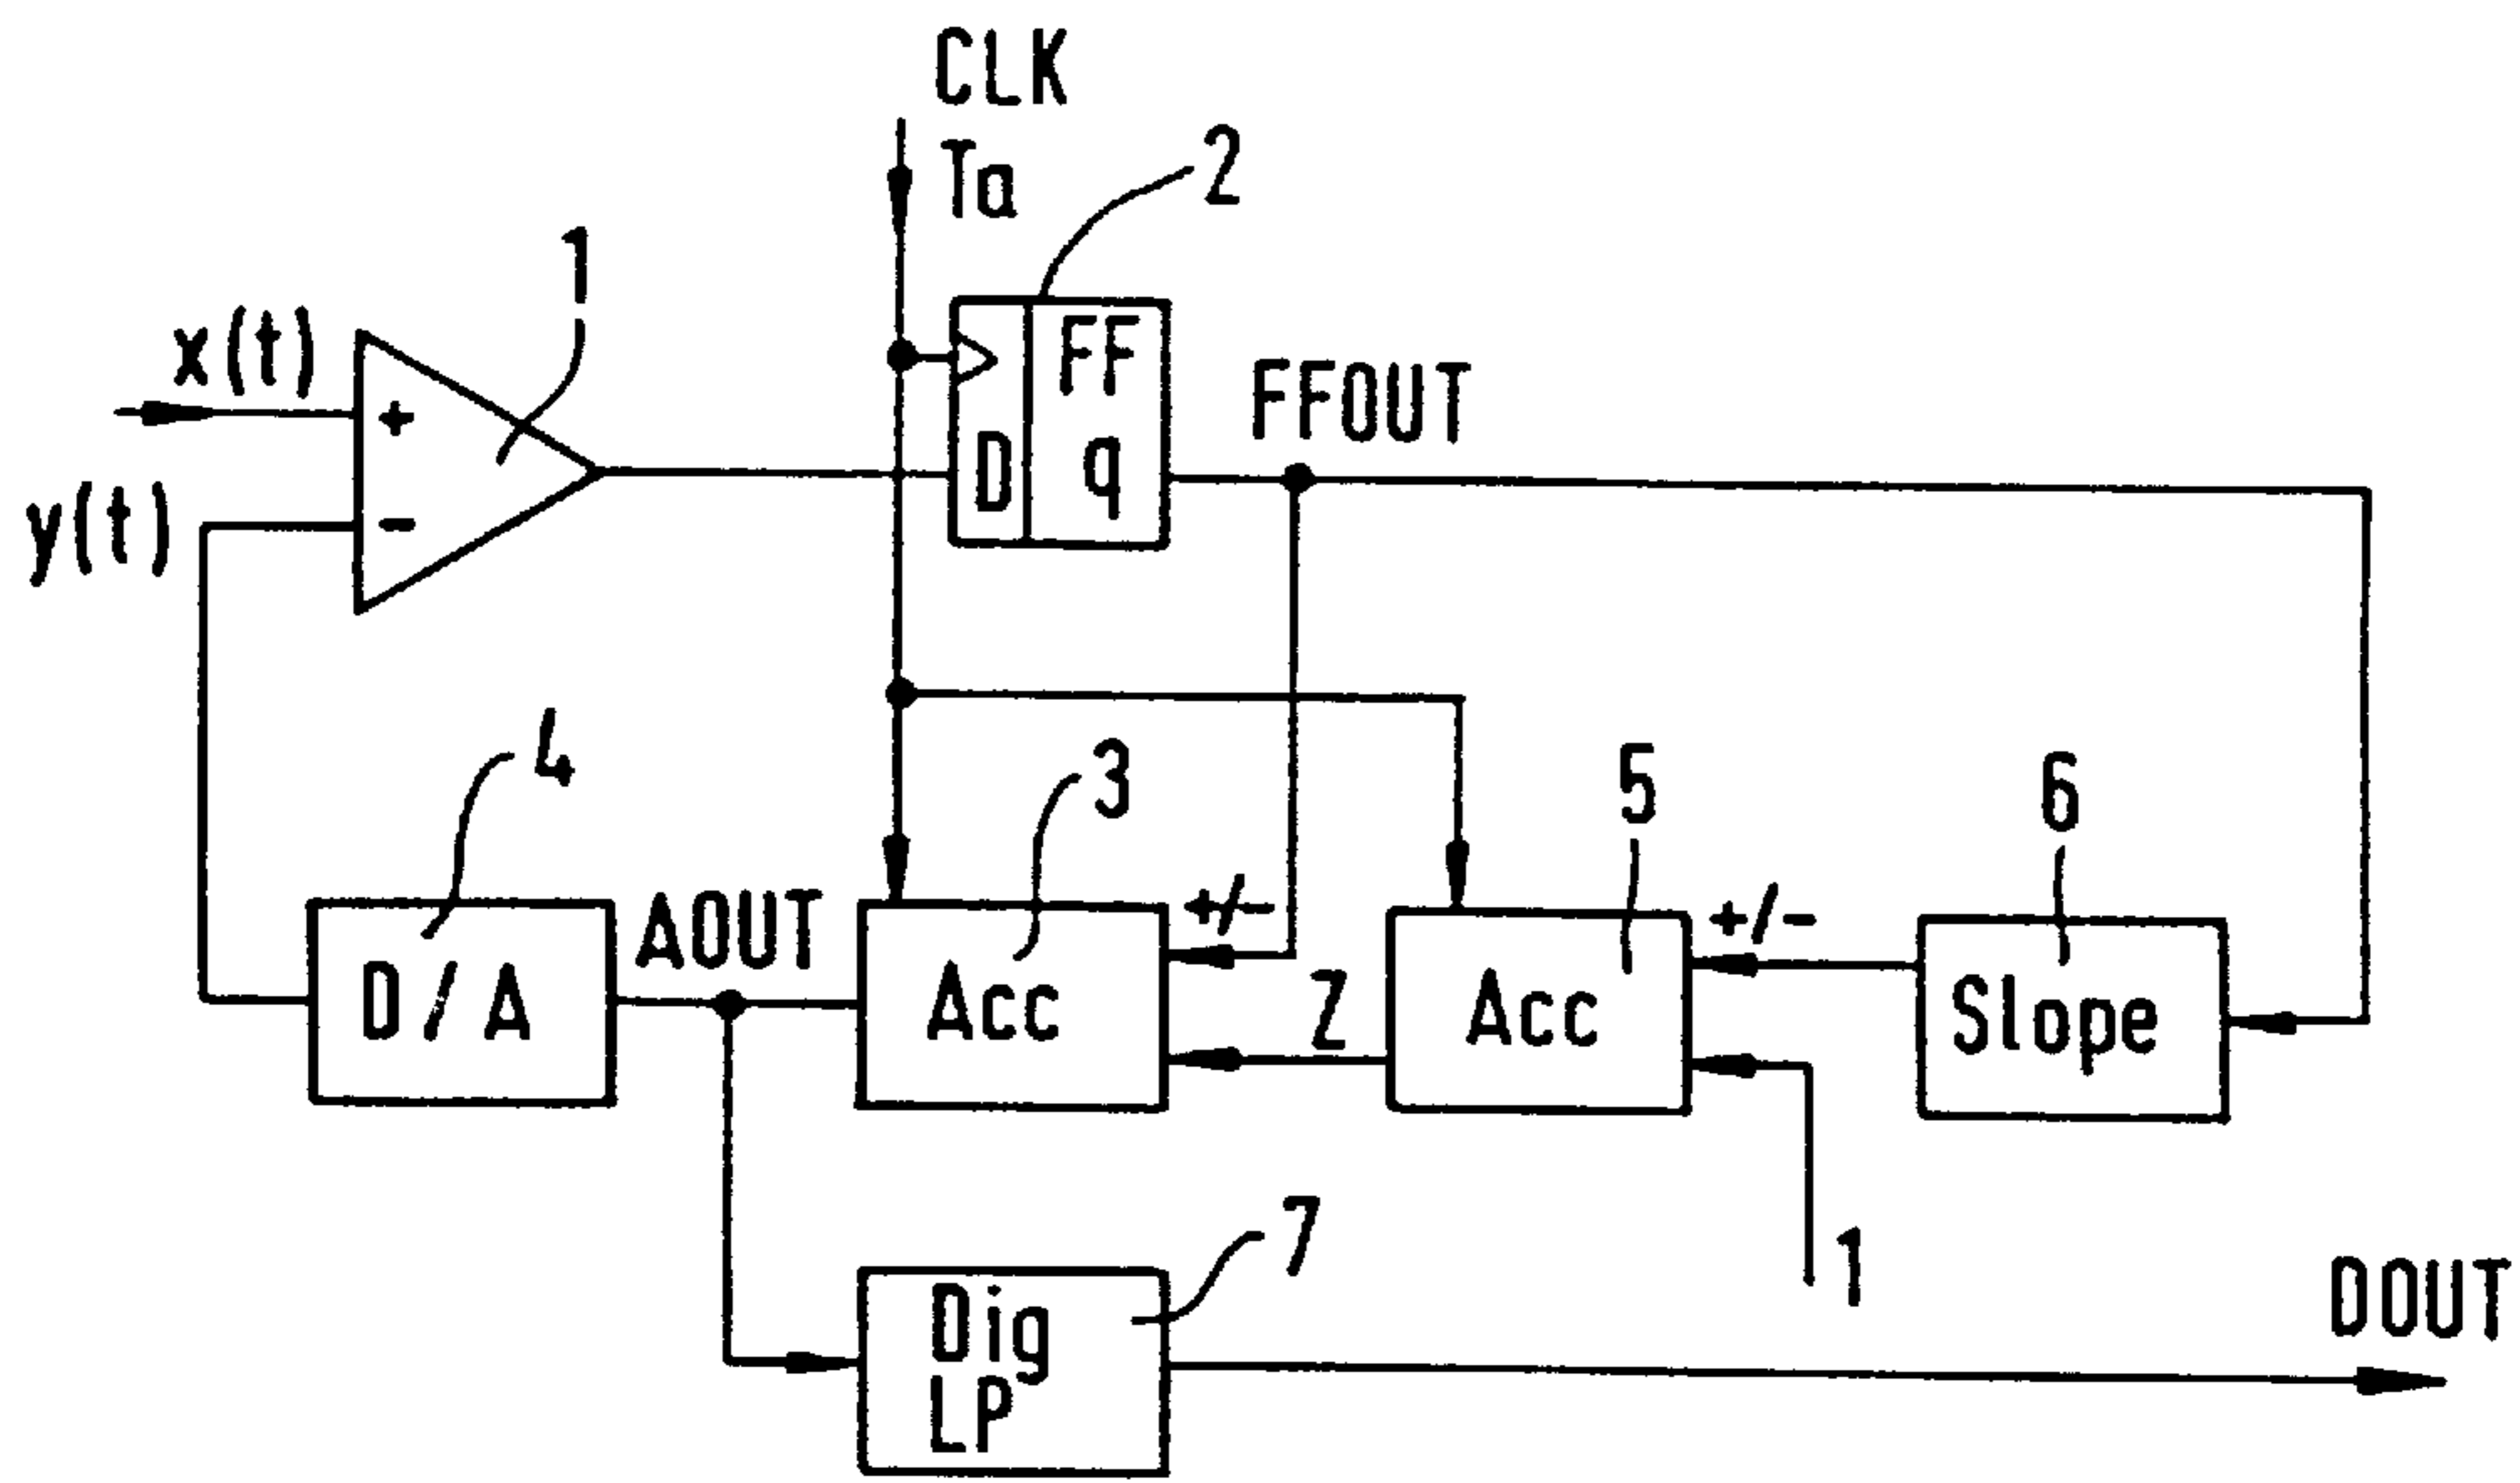 CLK
Ta
2
1
x(t)
+
FF
FFOUT
D
q
y(t)
-
4
3
5
6
AOUT
+/-
+/-
D/A
Acc
Z
Acc
Slope
7
1
Dig
LP
DOUT